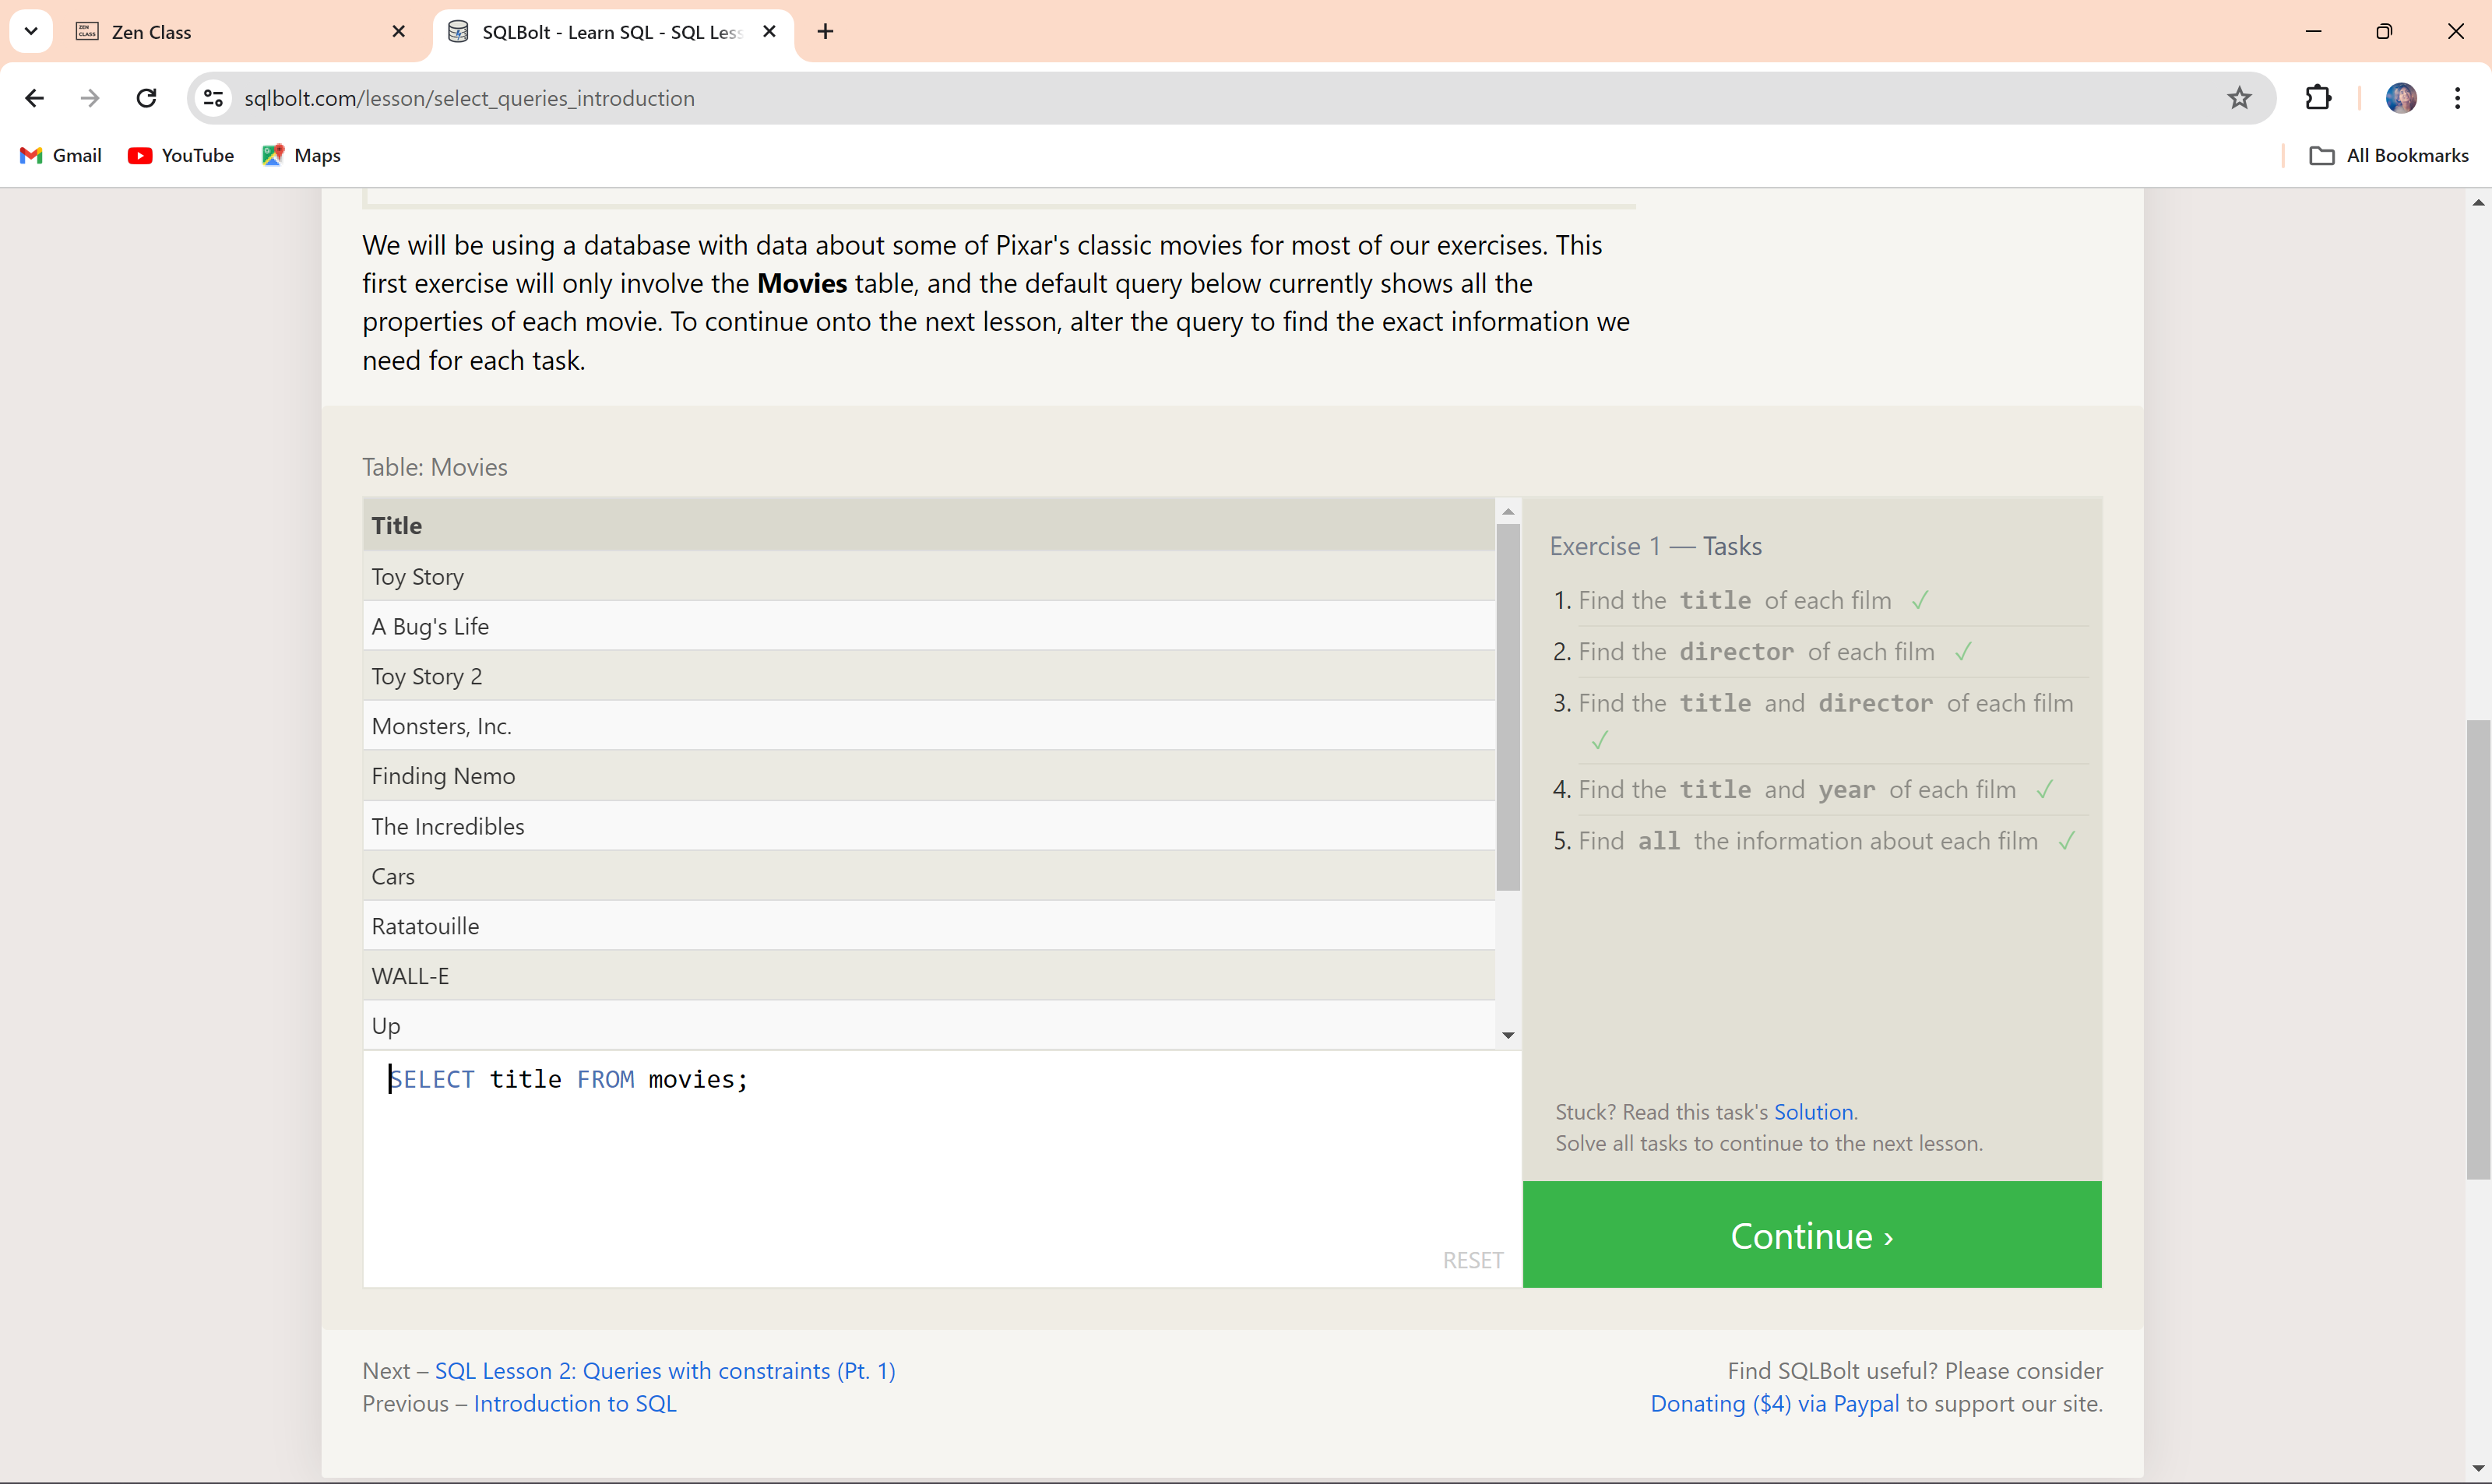 Zen Class
SQLBolt - Learn SQL - SQL Less
sqlbolt.com/lesson/select_queries_introduction
Gmail
YouTube
Maps
All Bookmarks
We will be using a database with data about some of Pixar's classic movies for most of our exercises. This
first exercise will only involve the Movies table, and the default query below currently shows all the
properties of each movie. To continue onto the next lesson, alter the query to find the exact information we
need for each task.
Table: Movies
Title
Toy Story
A Bug's Life
Toy Story 2
Monsters, Inc.
Finding Nemo
The Incredibles
Cars
Ratatouille
WALL-E
Up
SELECT title FROM movies;
RESET
Exercise 1 — Tasks
1. Find the title of each film ✓
2. Find the director of each film ✓
3. Find the title and director of each film
✓
4. Find the title and year of each film ✓
5. Find all the information about each film ✓
Stuck? Read this task's Solution.
Solve all tasks to continue to the next lesson.
Continue ›
Next – SQL Lesson 2: Queries with constraints (Pt. 1)
Previous – Introduction to SQL
Find SQLBolt useful? Please consider
Donating ($4) via Paypal to support our site.